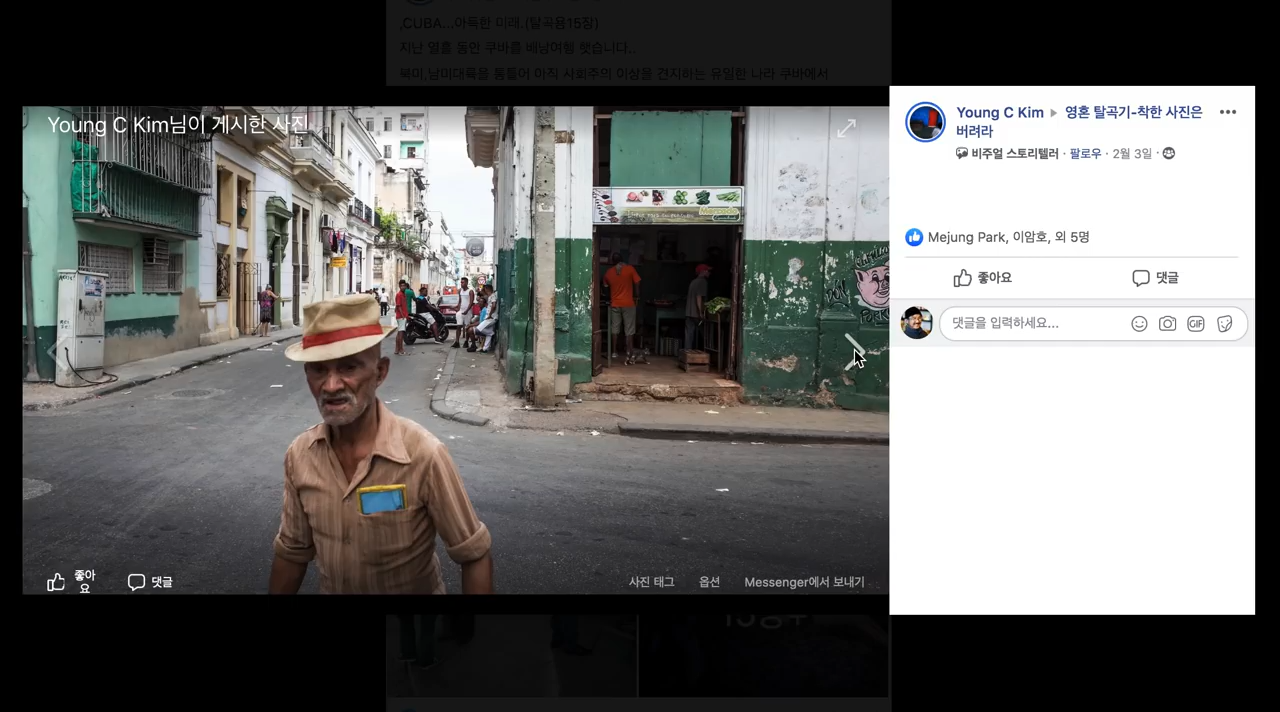 ,CUBA...아득한 미래.(탈곡용15장)
지난 열흘 동안 쿠바를 배낭여행 했습니다..
북미,남미대륙을 통틀어 아직 사회주의 이상을 견지하는 유일한 나라 쿠바에서
Young C Kim님이 게시한 사진
Young C Kim ▸ 영혼 탈곡기-착한 사진은
버려라
비주얼 스토리텔러 · 팔로우 · 2월 3일 ·
Mejung Park, 이암호, 외 5명
좋아요 댓글
댓글을 입력하세요...
GIF
좋아
요
댓글
사진 태그 옵션 Messenger에서 보내기